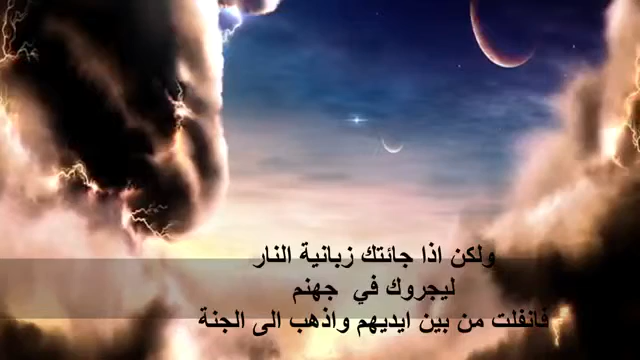 ولكن اذا جائتك زبانية النار
ليجروك في جهنم
فانفلت من بين ايديهم واذهب الى الجنة